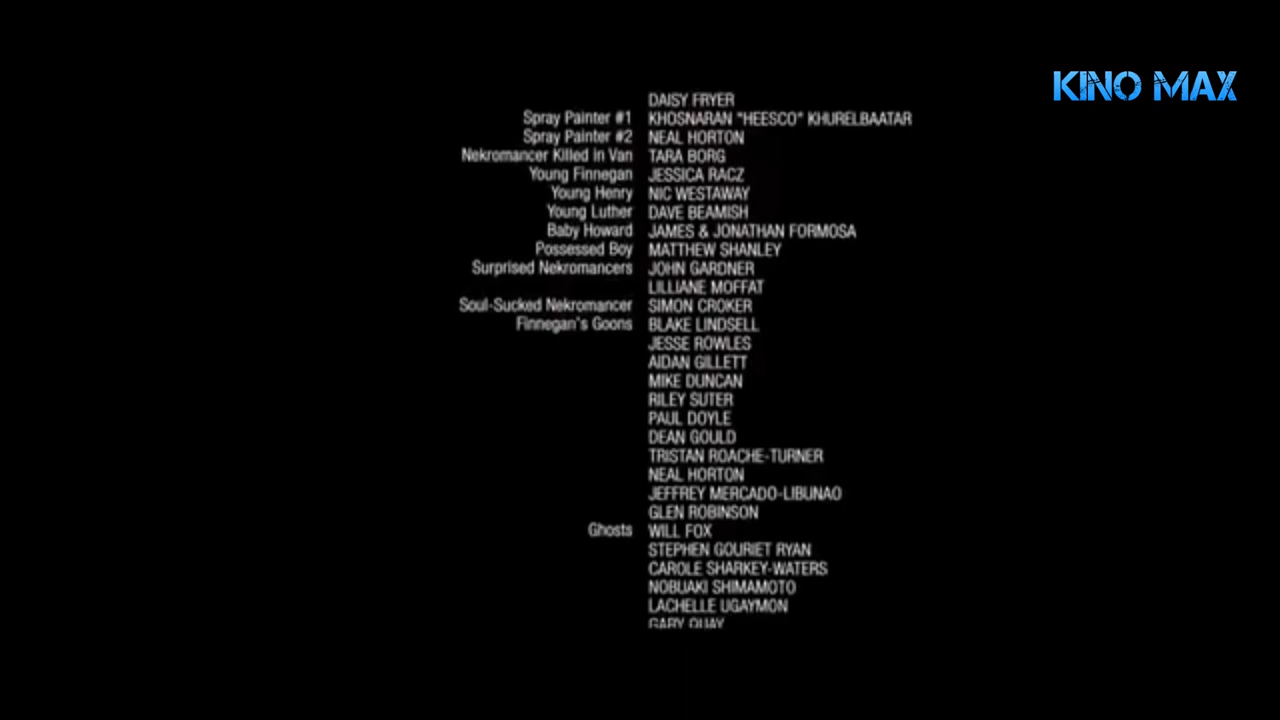 KINO MAX
DAISY FRYER
Spray Painter #1 KHOSNARAN "HEESCO" KHURELBAATAR
Spray Painter #2 NEAL HORTON
Nekromancer Killed in Van TARA BORG
Young Finnegan JESSICA RACZ
Young Henry NIC WESTAWAY
Young Luther DAVE BEAMISH
Baby Howard JAMES & JONATHAN FORMOSA
Possessed Boy MATTHEW SHANLEY
Surprised Nekromancers JOHN GARDNER
LILLIANE MOFFAT
Soul-Sucked Nekromancer SIMON CROKER
Finnegan's Goons BLAKE LINDSELL
JESSE ROWLES
AIDAN GILLETT
MIKE DUNCAN
RILEY SUTER
PAUL DOYLE
DEAN GOULD
TRISTAN ROACHE-TURNER
NEAL HORTON
JEFFREY MERCADO-LIBUNAO
GLEN ROBINSON
Ghosts WILL FOX
STEPHEN GOURIET RYAN
CAROLE SHARKEY-WATERS
NOBUAKI SHIMAMOTO
LACHELLE UGAYMON
GARY QUAY